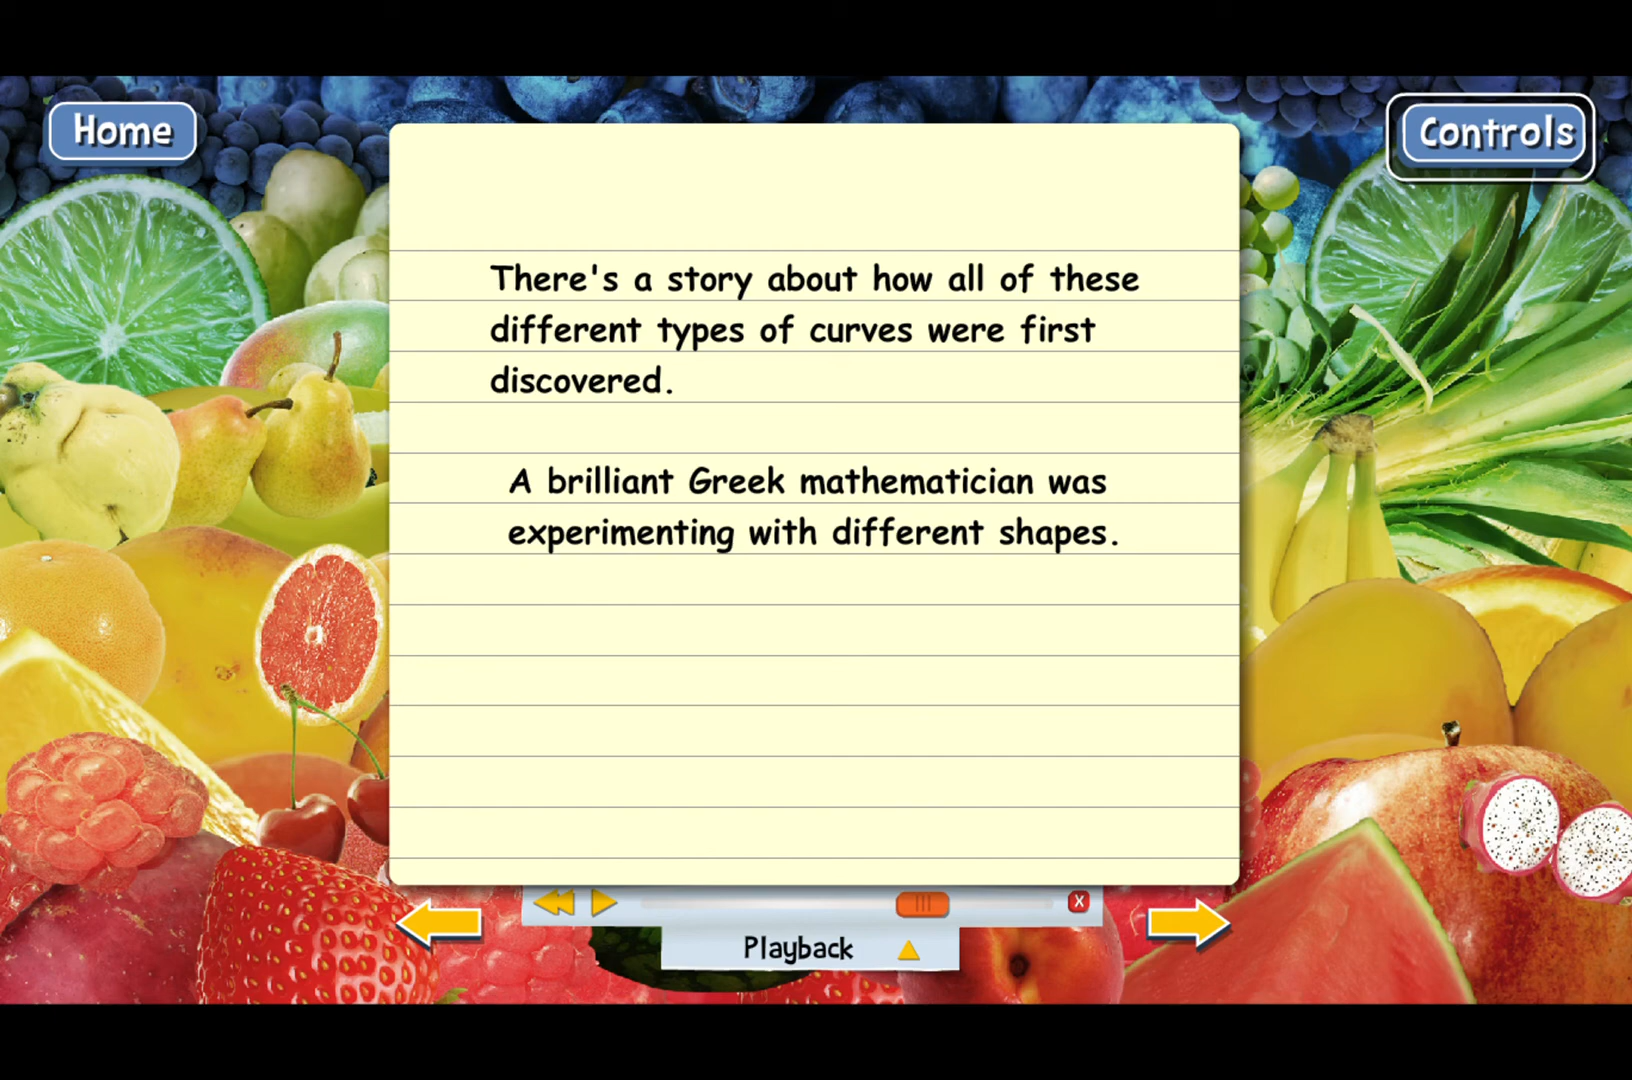 Home
Controls
There's a story about how all of these
different types of curves were first
discovered.
A brilliant Greek mathematician was
experimenting with different shapes.
X
Playback